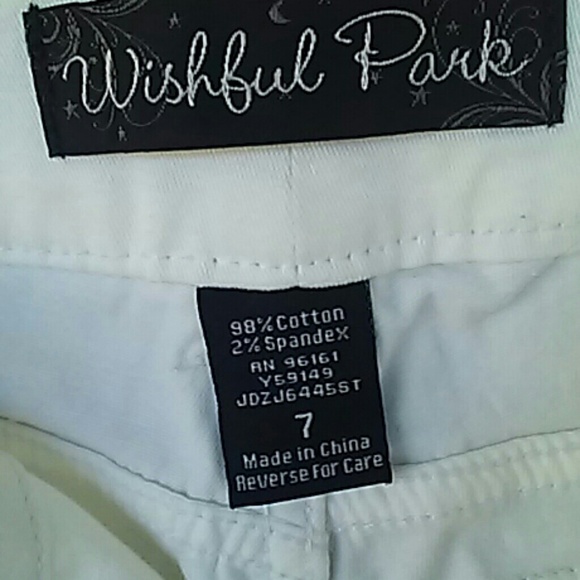 Wishful Park
98% Cotton
2% Spandex
RN 96161
Y59149
JDZJ6445ST
7
Made in China
Reverse For Care